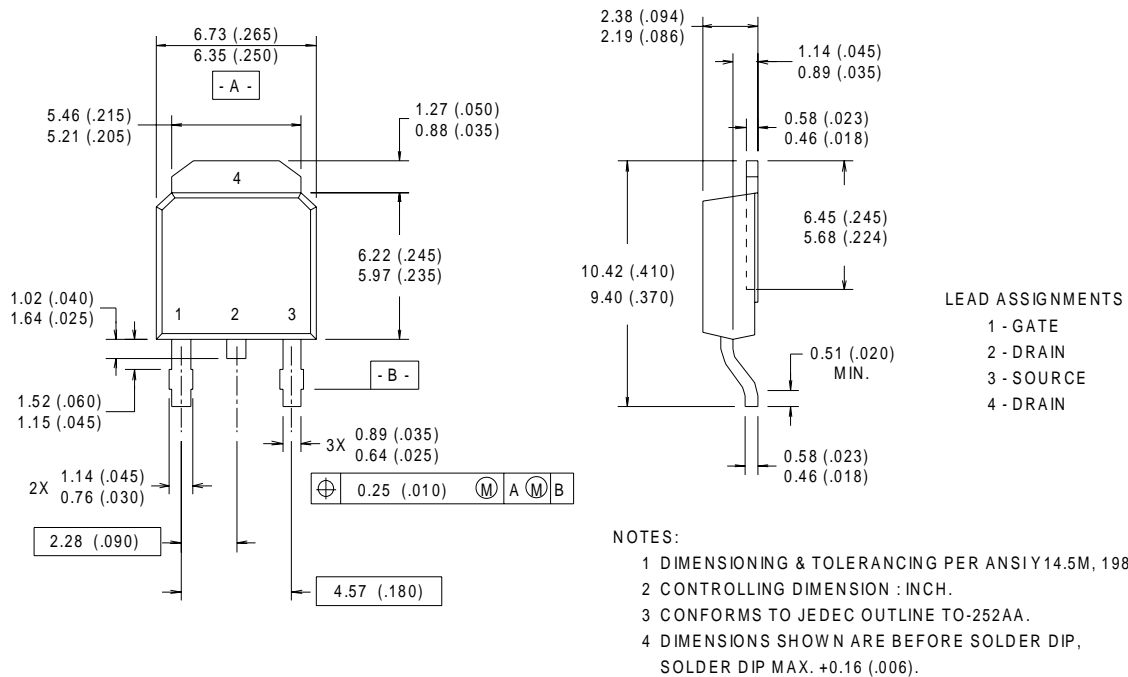 6.73 (.265)
6.35 (.250)
- A -
5.46 (.215)
5.21 (.205)
1.27 (.050)
0.88 (.035)
4
6.22 (.245)
5.97 (.235)
1.02 (.040)
1.64 (.025)
1 2 3
1.52 (.060)
1.15 (.045)
- B -
3X 0.89 (.035)
0.64 (.025)
2X 1.14 (.045)
0.76 (.030)
0.25 (.010) M A M B
2.28 (.090)
4.57 (.180)
2.38 (.094)
2.19 (.086)
1.14 (.045)
0.89 (.035)
0.58 (.023)
0.46 (.018)
6.45 (.245)
5.68 (.224)
10.42 (.410)
9.40 (.370)
0.51 (.020)
MIN.
0.58 (.023)
0.46 (.018)
LEAD ASSIGNMENTS
1 - GATE
2 - DRAIN
3 - SOURCE
4 - DRAIN
NOTES:
1 DIMENSIONING & TOLERANCING PER ANSI Y14.5M, 198
2 CONTROLLING DIMENSION : INCH.
3 CONFORMS TO JEDEC OUTLINE TO-252AA.
4 DIMENSIONS SHOWN ARE BEFORE SOLDER DIP,
SOLDER DIP MAX. +0.16 (.006).